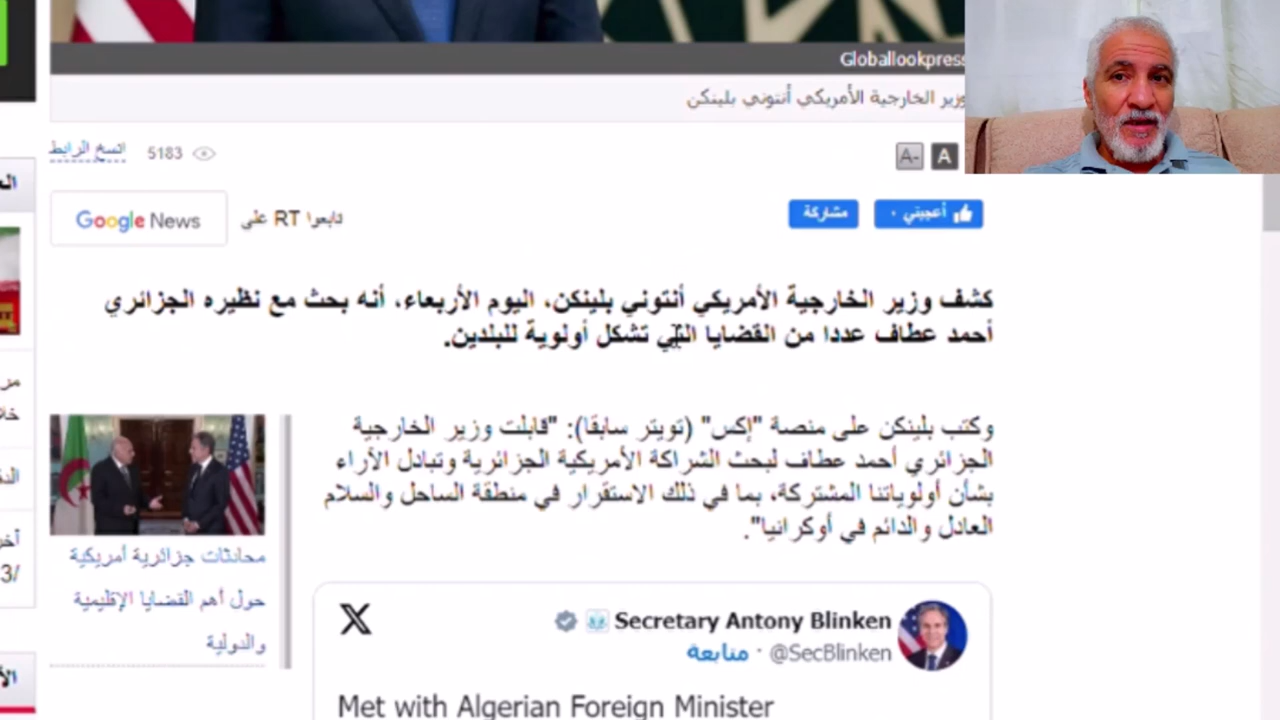 Globallookpress
وزير الخارجية الأمريكي أنتوني بلينكن
A- A
5183
انسخ الرابط
أعجبني ٠
مشاركة
تابعوا RT على
Google News
كشف وزير الخارجية الأمريكي أنتوني بلينكن، اليوم الأربعاء، أنه بحث مع نظيره الجزائري
أحمد عطاف عددا من القضايا التي تشكل أولوية للبلدين.
وكتب بلينكن على منصة "إكس" (تويتر سابقا): "قابلت وزير الخارجية
الجزائري أحمد عطاف لبحث الشراكة الأمريكية الجزائرية وتبادل الآراء
بشأن أولوياتنا المشتركة، بما في ذلك الاستقرار في منطقة الساحل والسلام
العادل والدائم في أوكرانيا".
محادثات جزائرية أمريكية
حول أهم القضايا الإقليمية
والدولية
Secretary Antony Blinken
@SecBlinken · متابعة
X
Met with Algerian Foreign Minister